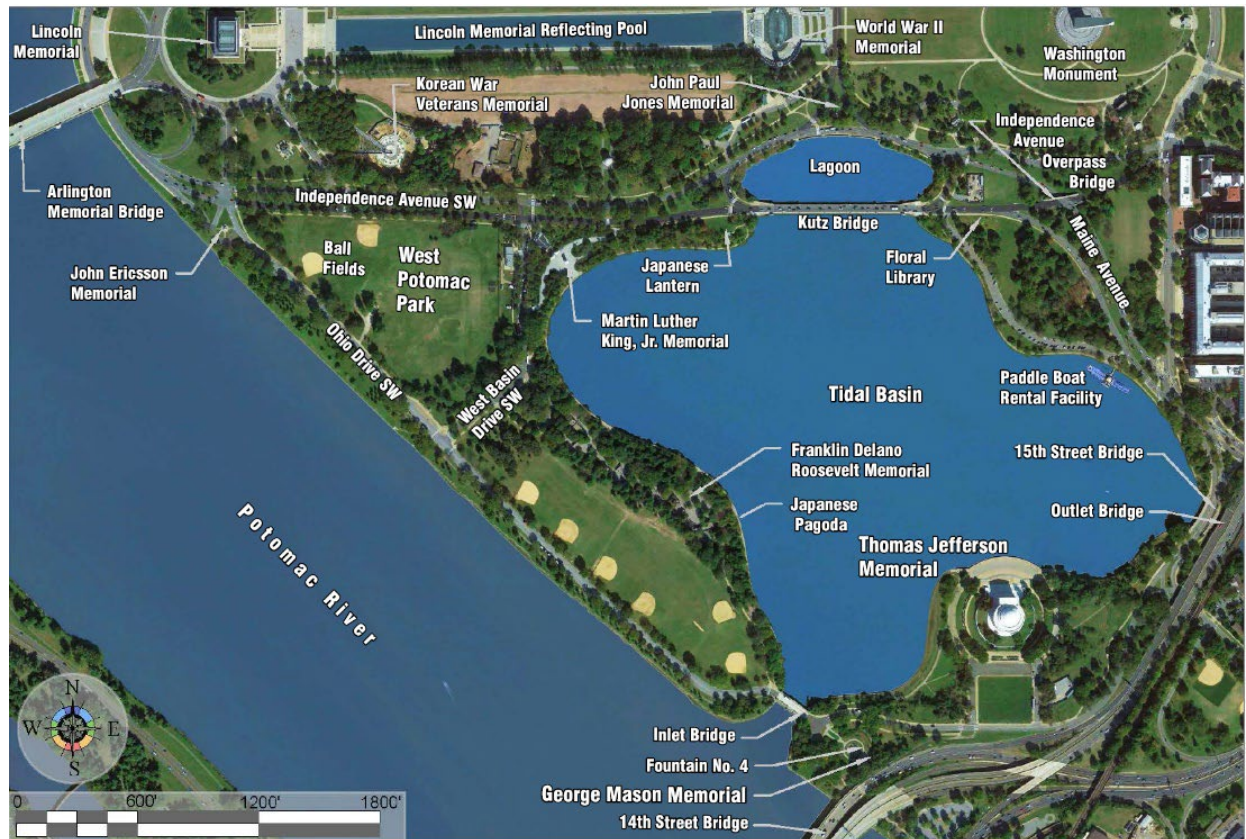 Lincoln
Memorial
Lincoln Memorial Reflecting Pool
World War II
Memorial
Washington
Monument
Korean War
Veterans Memorial
John Paul
Jones Memorial
Independence
Avenue
Overpass
Bridge
Arlington
Memorial Bridge
Independence Avenue SW
Lagoon
Kutz Bridge
Maine Avenue
John Ericsson
Memorial
Ball
Fields
West
Potomac
Park
Japanese
Lantern
Floral
Library
Martin Luther
King, Jr. Memorial
Ohio Drive SW
West Basin
Drive SW
Tidal Basin
Paddle Boat
Rental Facility
Franklin Delano
Roosevelt Memorial
15th Street Bridge
Japanese
Pagoda
Outlet Bridge
Thomas Jefferson
Memorial
Potomac River
N
W E
S
Inlet Bridge
Fountain No. 4
George Mason Memorial
14th Street Bridge
0 600' 1200' 1800'